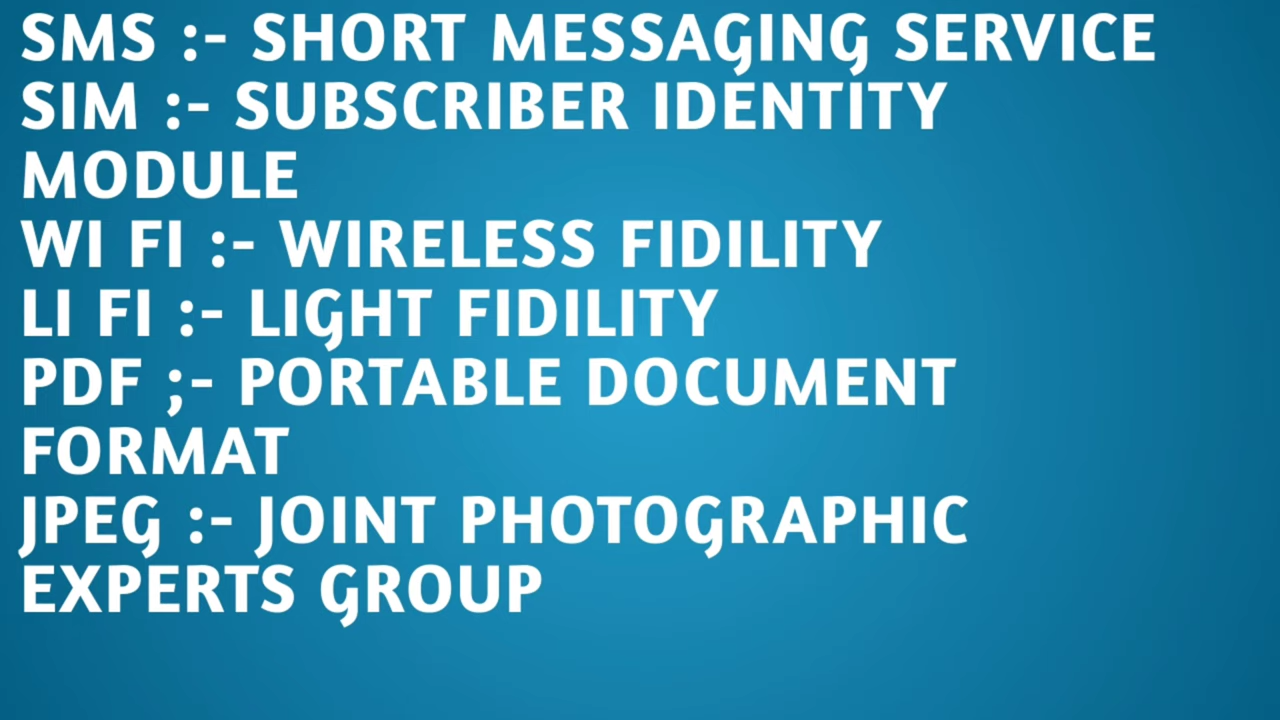 SMS :- SHORT MESSAGING SERVICE
SIM :- SUBSCRIBER IDENTITY
MODULE
WI FI :- WIRELESS FIDILITY
LI FI :- LIGHT FIDILITY
PDF ;- PORTABLE DOCUMENT
FORMAT
JPEG :- JOINT PHOTOGRAPHIC
EXPERTS GROUP